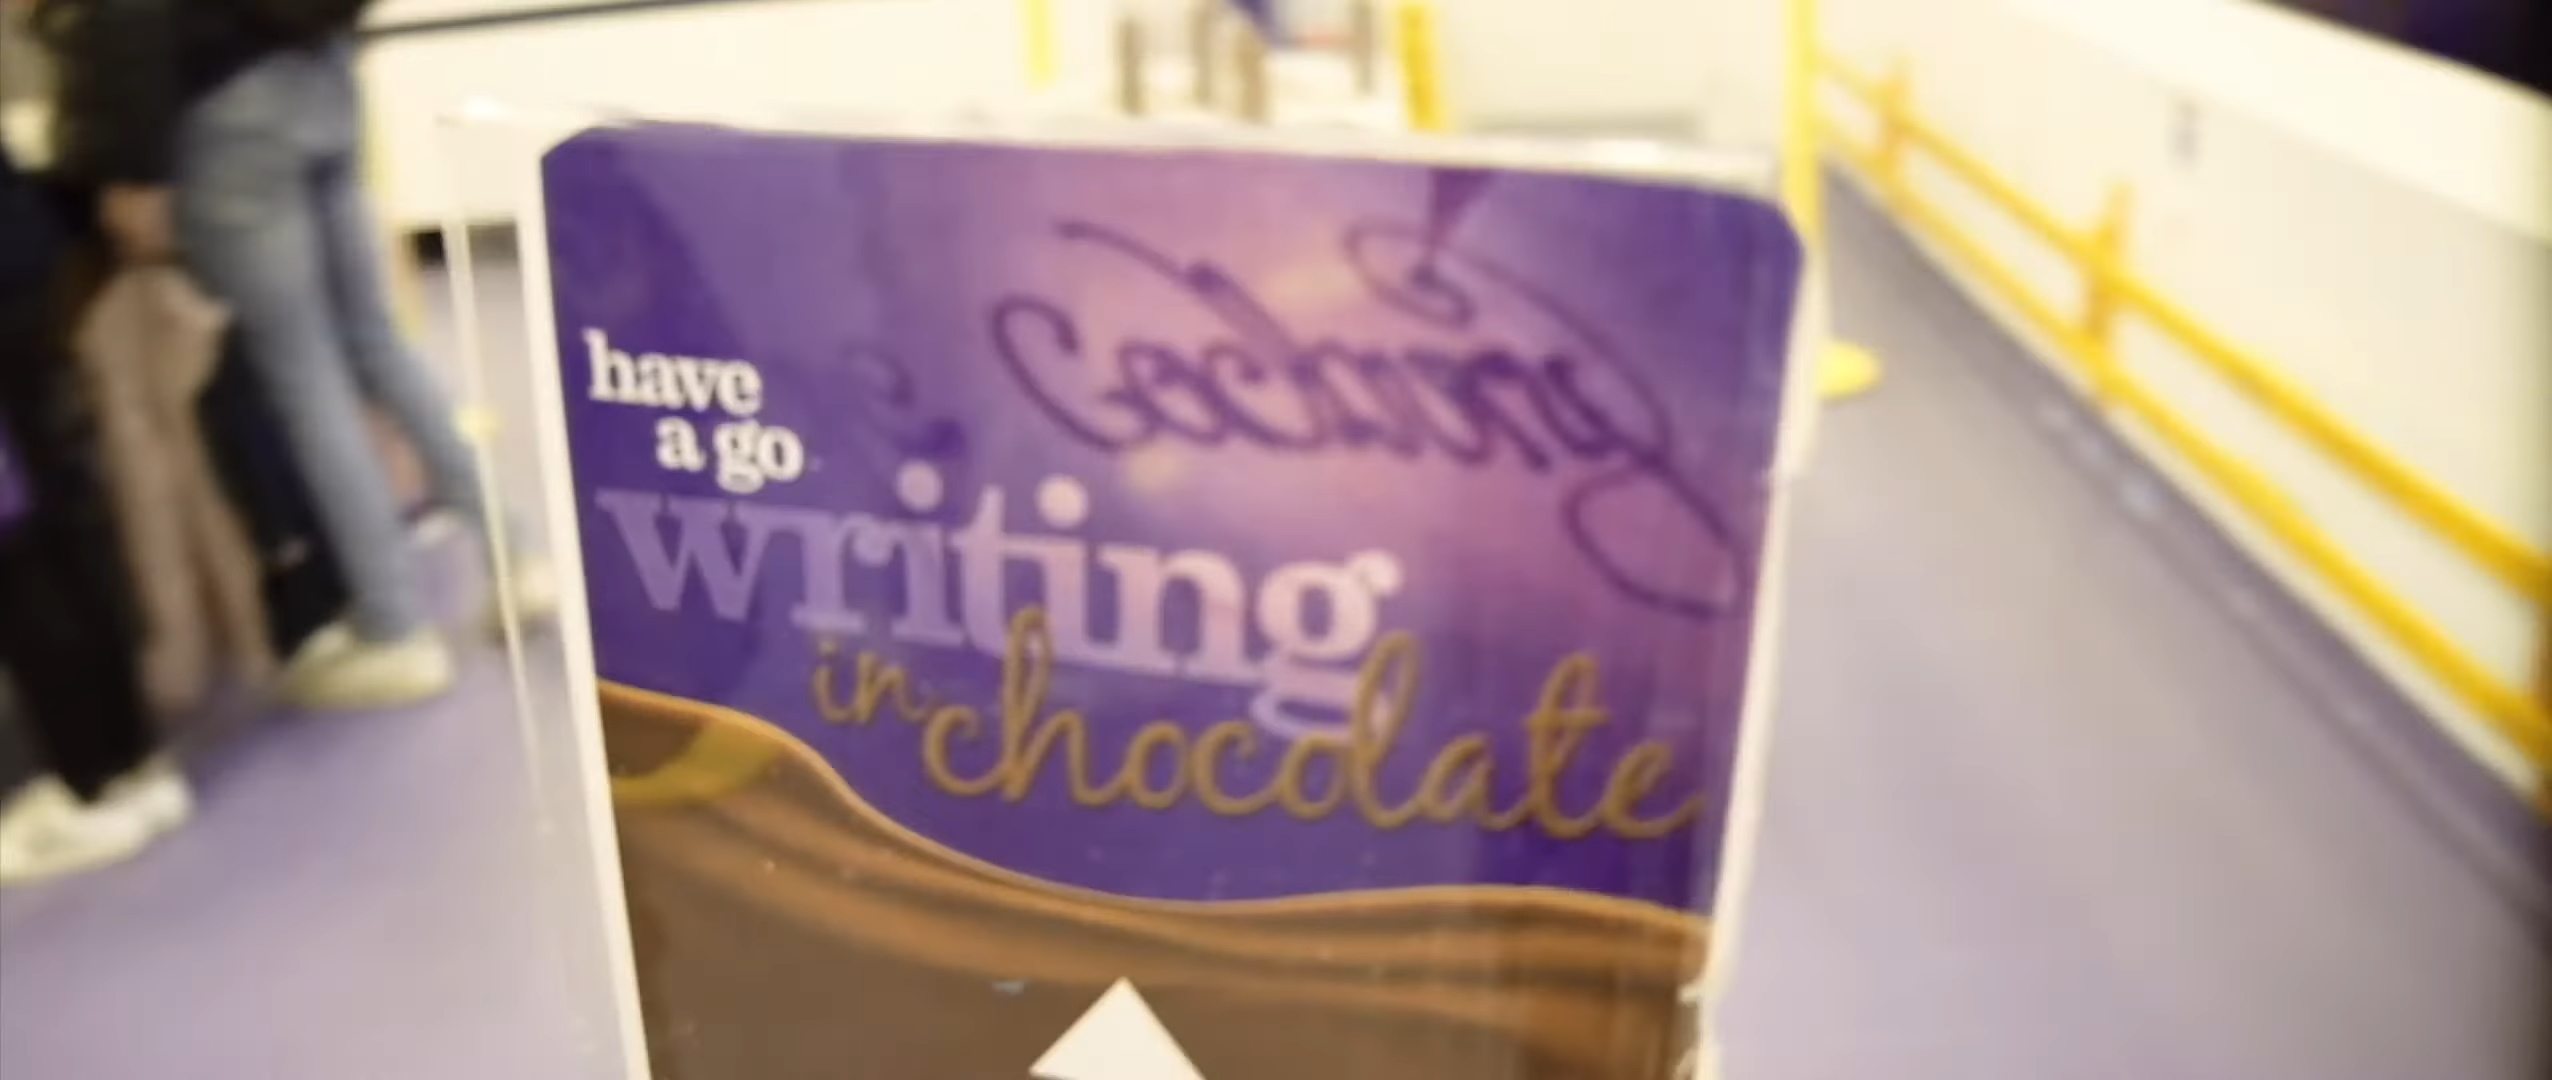 have
a go
writing
in chocolate